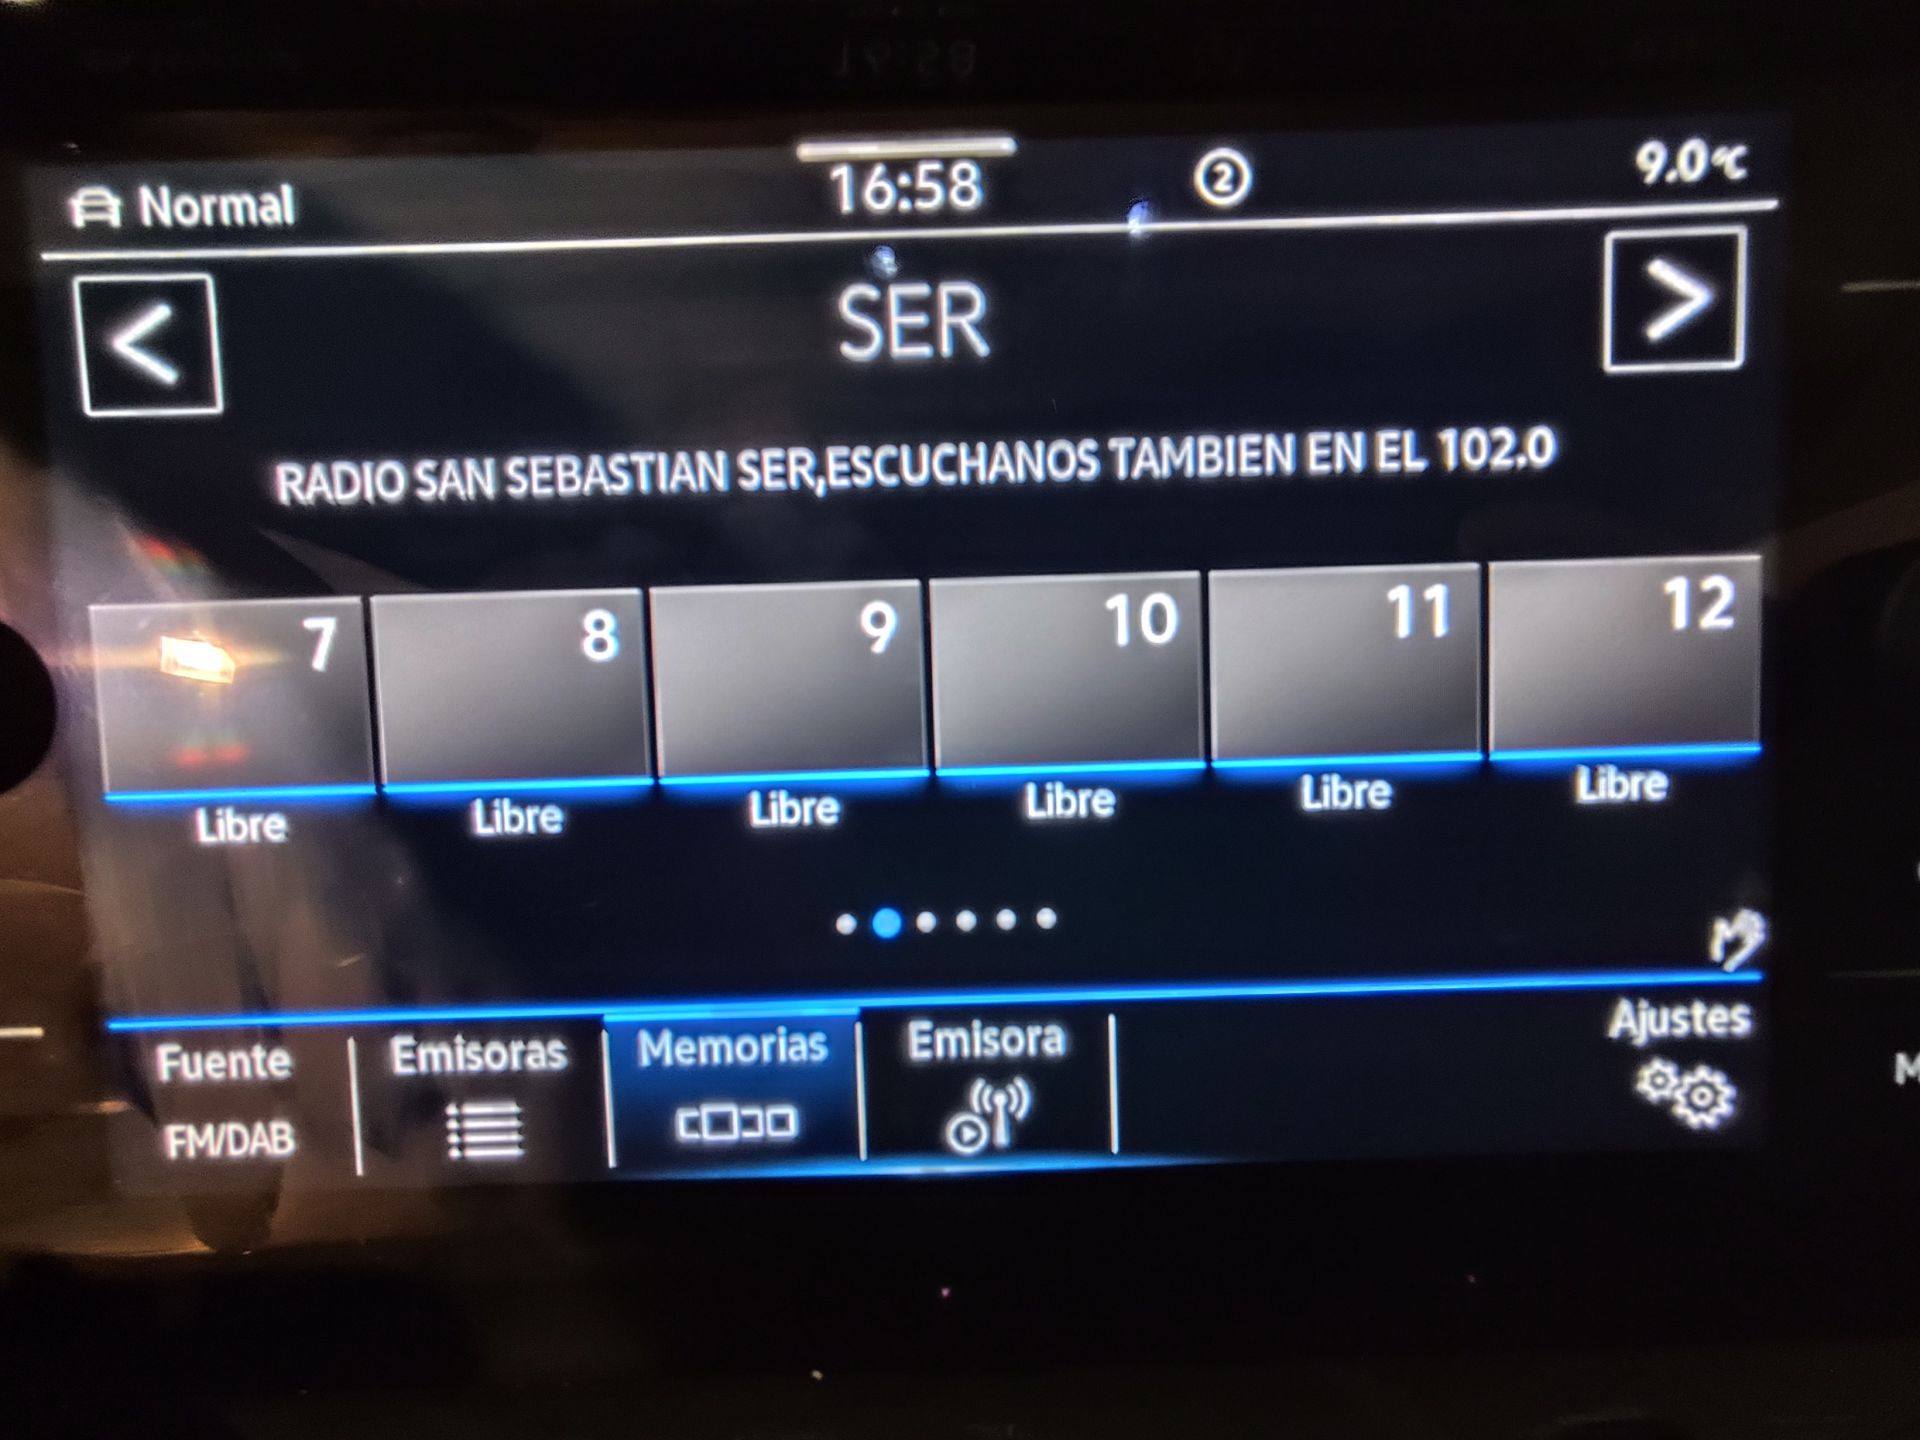 Normal
16:58
2
9.0°C
SER
RADIO SAN SEBASTIAN SER,ESCUCHANOS TAMBIEN EN EL 102.0
7 8 9 10 11 12
Libre Libre Libre Libre Libre Libre
Fuente Emisoras Memorias Emisora Ajustes
FM/DAB